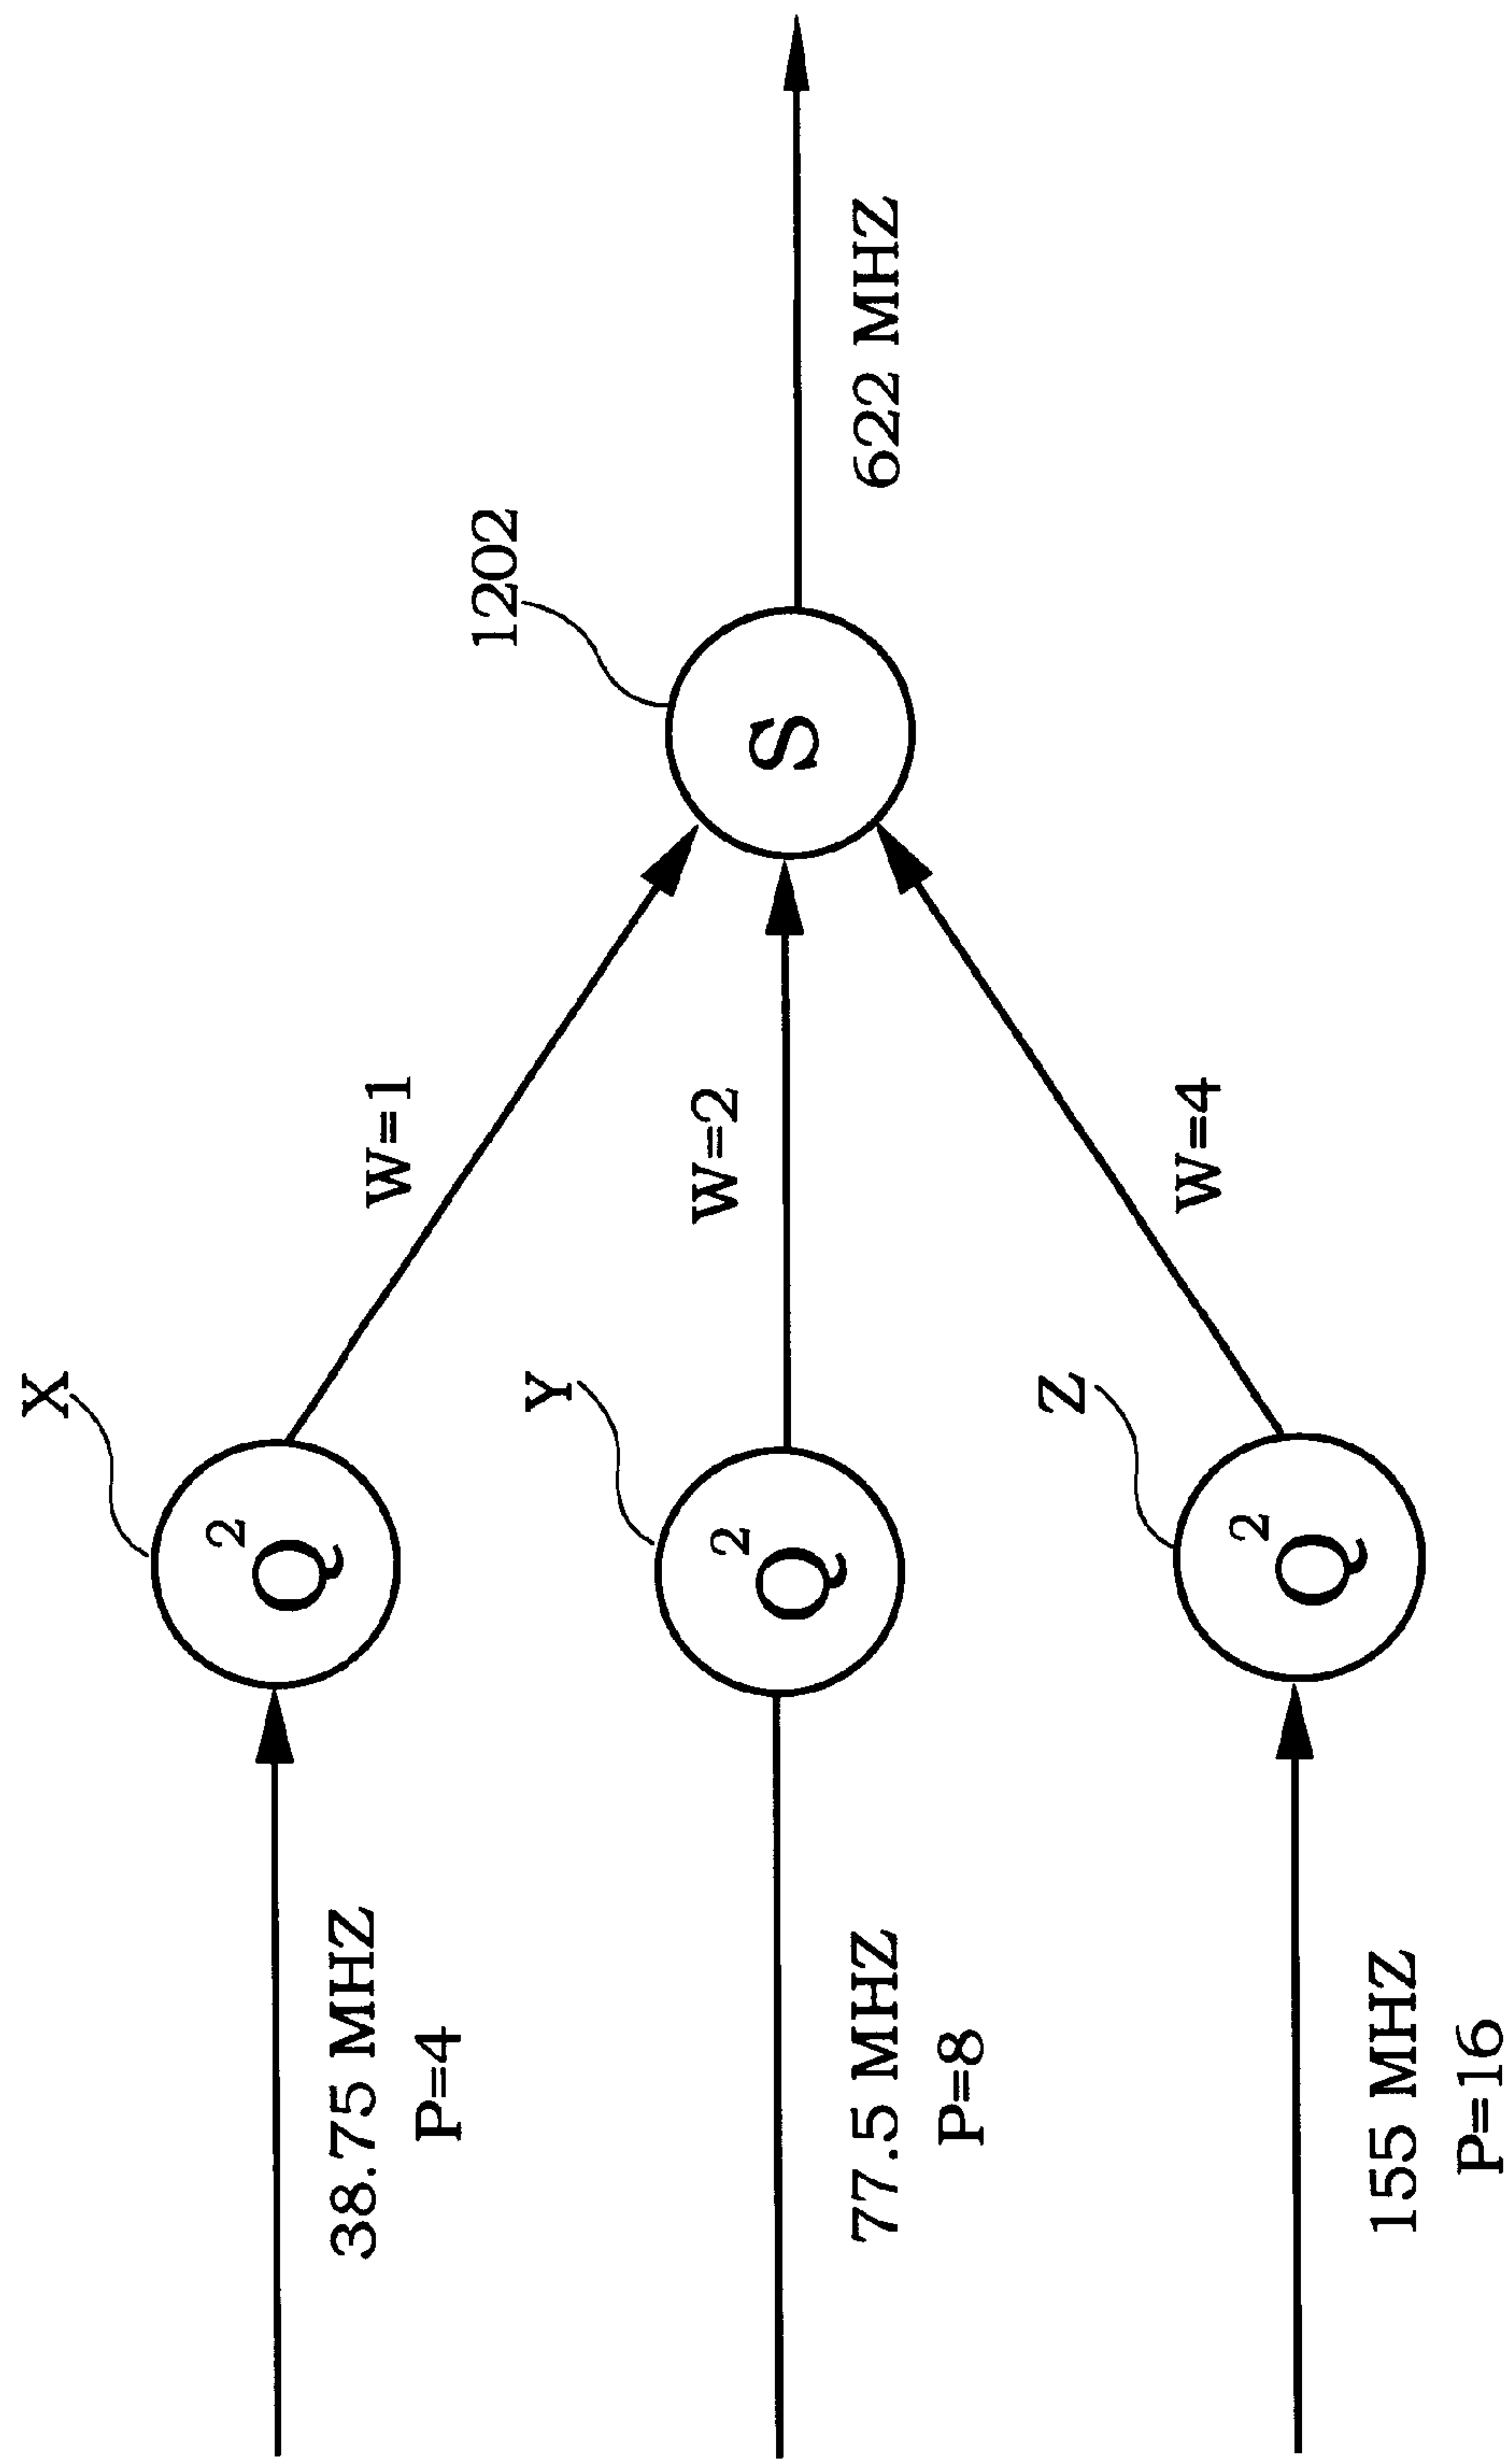 X
Q2
38.75 MHZ
P=4
W=1
Y
Q2
77.5 MHZ
P=8
W=2
Z
Q2
155 MHZ
P=16
W=4
1202
S
622 MHZ